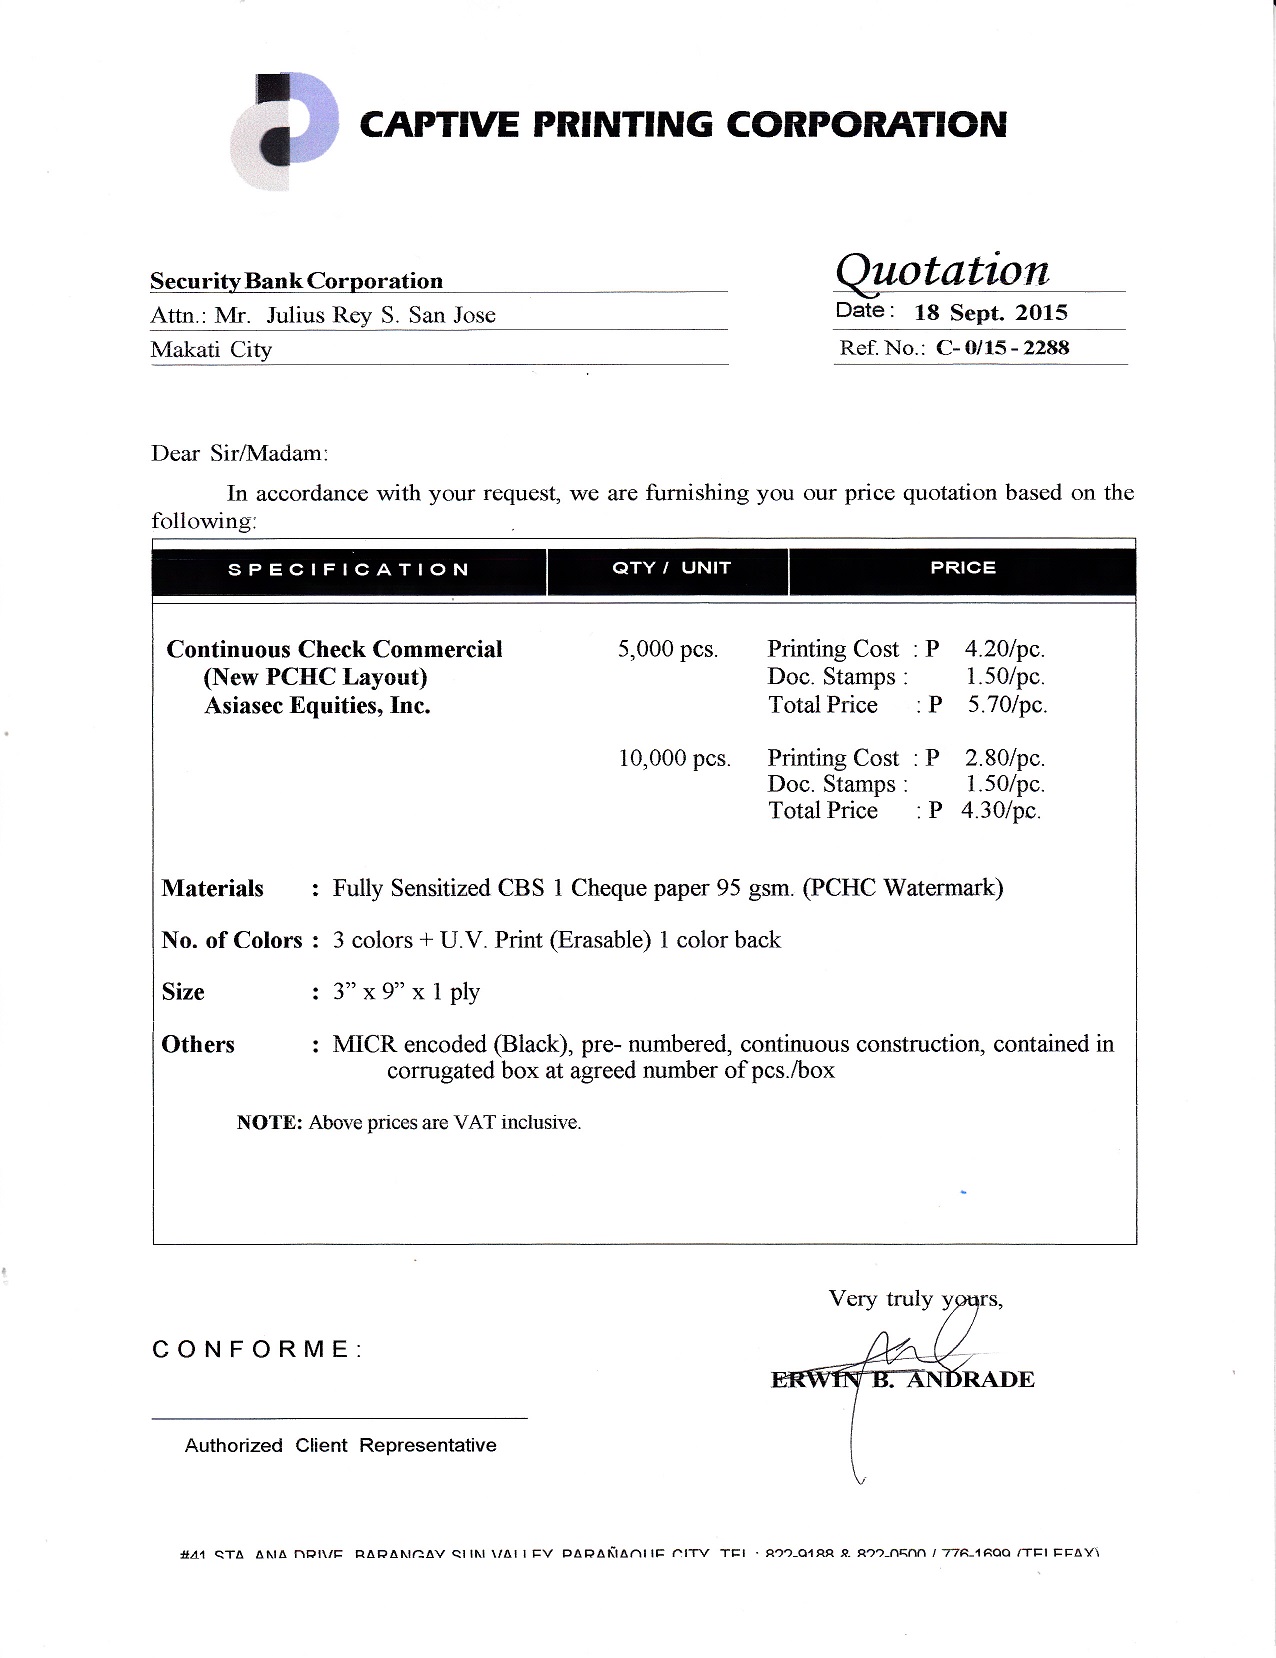 CAPTIVE PRINTING CORPORATION
Security Bank Corporation
Attn.: Mr. Julius Rey S. San Jose
Makati City
Quotation
Date: 18 Sept. 2015
Ref. No.: C- 0/15 - 2288
Dear Sir/Madam:
In accordance with your request, we are furnishing you our price quotation based on the
following:
SPECIFICATION QTY / UNIT PRICE
Continuous Check Commercial 5,000 pcs. Printing Cost : P 4.20/pc.
(New PCHC Layout) Doc. Stamps : 1.50/pc.
Asiasec Equities, Inc. Total Price : P 5.70/pc.
10,000 pcs. Printing Cost : P 2.80/pc.
Doc. Stamps : 1.50/pc.
Total Price : P 4.30/pc.
Materials : Fully Sensitized CBS 1 Cheque paper 95 gsm. (PCHC Watermark)
No. of Colors : 3 colors + U.V. Print (Erasable) 1 color back
Size : 3” x 9” x 1 ply
Others : MICR encoded (Black), pre- numbered, continuous construction, contained in
corrugated box at agreed number of pcs./box
NOTE: Above prices are VAT inclusive.
Very truly yours,
ERWIN B. ANDRADE
CONFORME:
Authorized Client Representative
#41 STA. ANA DRIVE, BARANGAY SUN VALLEY PARAÑAQUE CITY TEL.: 822-9188 & 822-0500 / 776-1699 (TELEFAX)